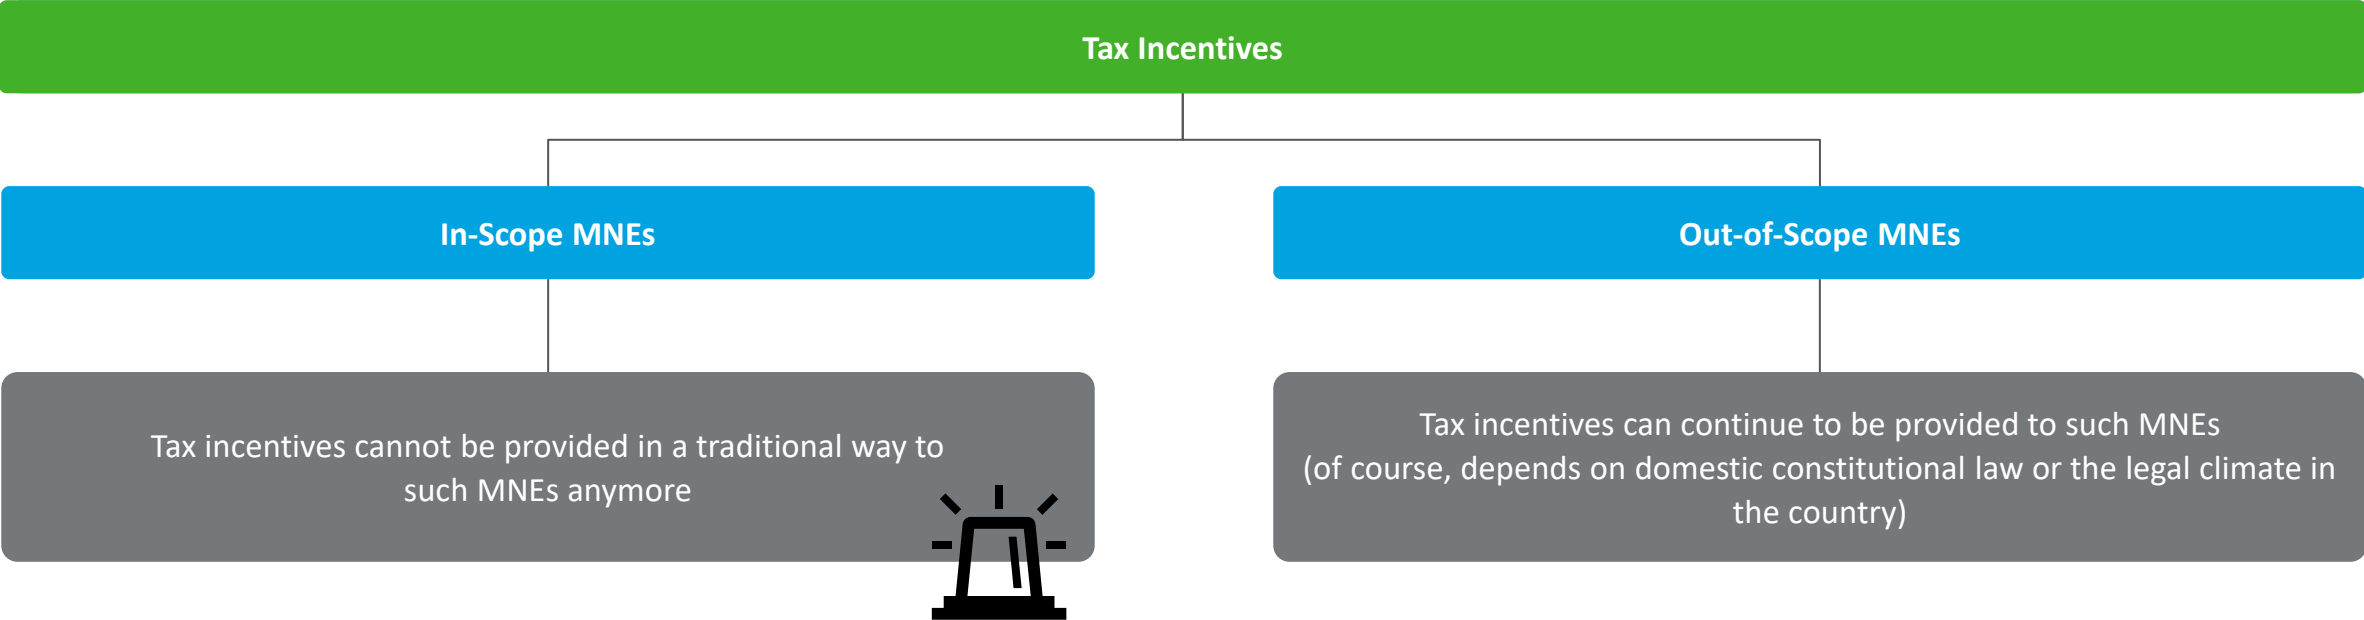 Tax Incentives
In-Scope MNEs
Out-of-Scope MNEs
Tax incentives cannot be provided in a traditional way to
such MNEs anymore
Tax incentives can continue to be provided to such MNEs
(of course, depends on domestic constitutional law or the legal climate in
the country)